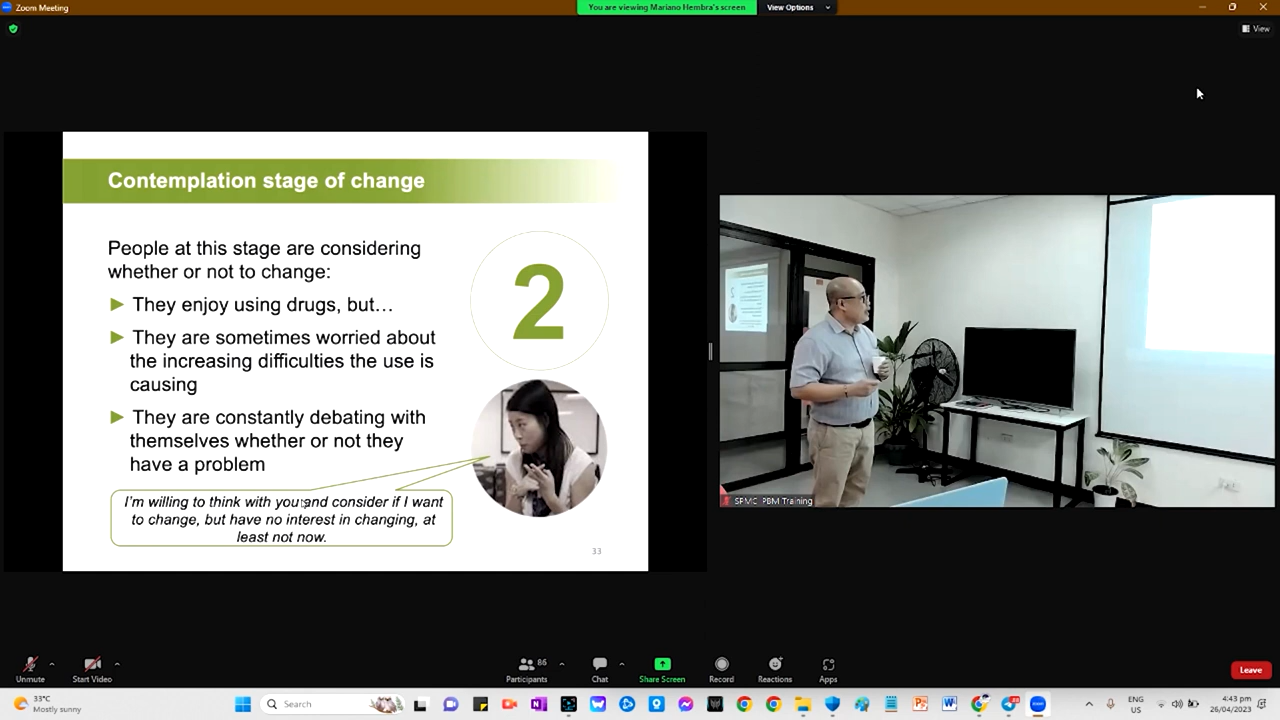 Zoom Meeting
You are viewing Mariano Hembra's screen
View Options
View
Contemplation stage of change
People at this stage are considering
whether or not to change:
They enjoy using drugs, but…
They are sometimes worried about
the increasing difficulties the use is
causing
They are constantly debating with
themselves whether or not they
have a problem
2
I'm willing to think with you and consider if I want
to change, but have no interest in changing, at
least not now.
33
SPMC PBM Training
Unmute
Start Video
86
Participants
Chat
Share Screen
Record
Reactions
Apps
Leave
33°C
Mostly sunny
Search
ENG
US
4:43 pm
26/04/2023